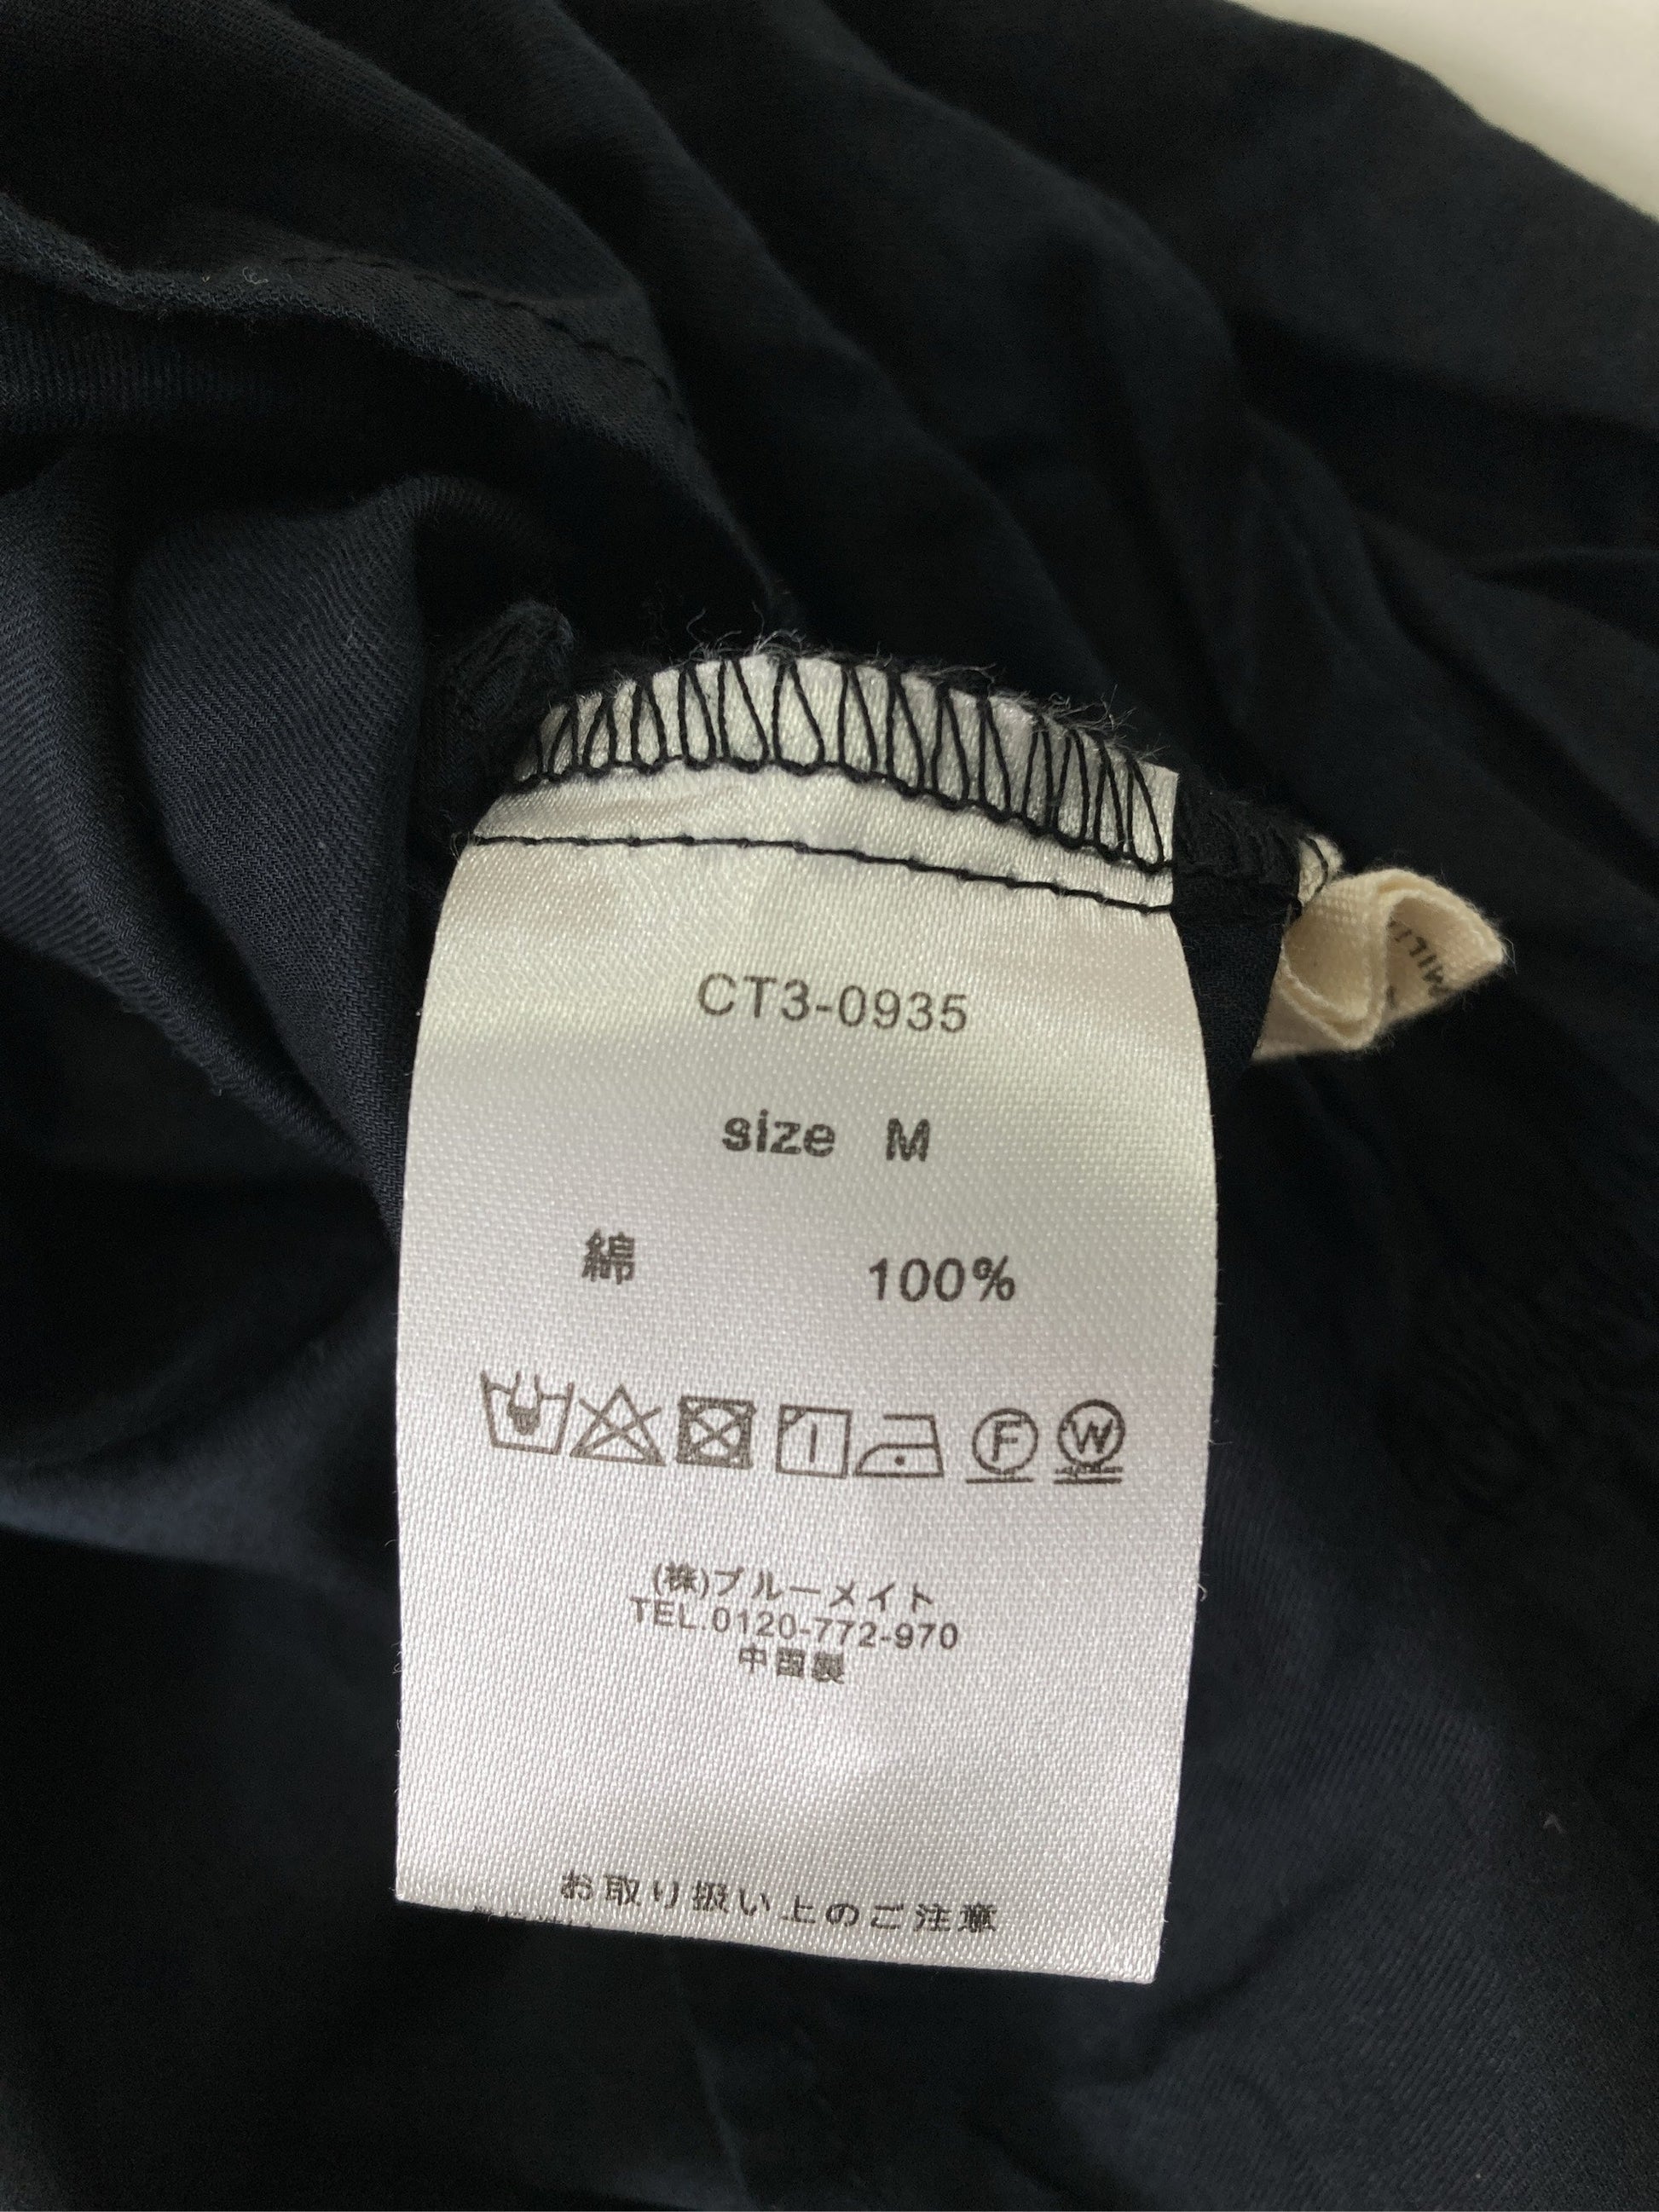 CT3-0935
size M
綿 100%
F W
(株)ブルーメイト
TEL.0120-772-970
中国製
お取り扱い上のご注意